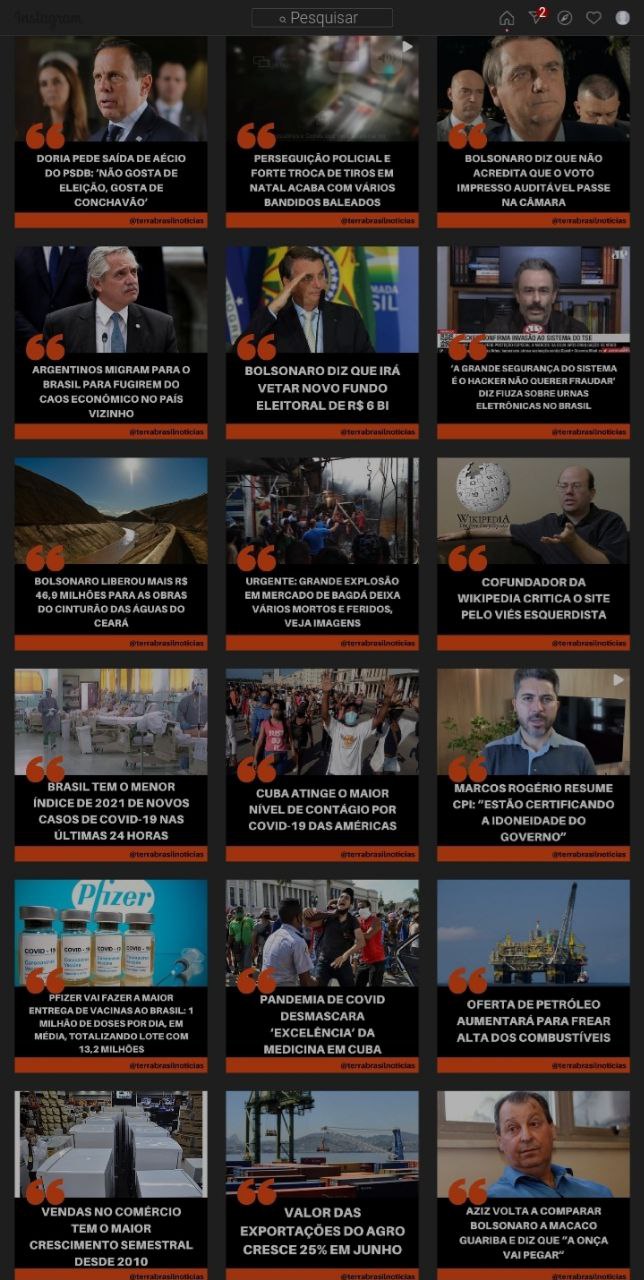 Instagram
Pesquisar
2
DORIA PEDE SAÍDA DE AÉCIO
DO PSDB: 'NÃO GOSTA DE
ELEIÇÃO, GOSTA DE
CONCHAVÃO'
@terrabrasilnoticias
PERSEGUIÇÃO POLICIAL E
FORTE TROCA DE TIROS EM
NATAL ACABA COM VÁRIOS
BANDIDOS BALEADOS
@terrabrasilnoticias
BOLSONARO DIZ QUE NÃO
ACREDITA QUE O VOTO
IMPRESSO AUDITÁVEL PASSE
NA CÂMARA
@terrabrasilnoticias
ARGENTINOS MIGRAM PARA O
BRASIL PARA FUGIREM DO
CAOS ECONÔMICO NO PAÍS
VIZINHO
@terrabrasilnoticias
BOLSONARO DIZ QUE IRÁ
VETAR NOVO FUNDO
ELEITORAL DE R$ 6 BI
@terrabrasilnoticias
CONFIRMA INVASÃO AO SISTEMA DO TSE
'A GRANDE SEGURANÇA DO SISTEMA
É O HACKER NÃO QUERER FRAUDAR'
DIZ FIUZA SOBRE URNAS
ELETRÔNICAS NO BRASIL
@terrabrasilnoticias
BOLSONARO LIBEROU MAIS R$
46,9 MILHÕES PARA AS OBRAS
DO CINTURÃO DAS ÁGUAS DO
CEARÁ
@terrabrasilnoticias
URGENTE: GRANDE EXPLOSÃO
EM MERCADO DE BAGDÁ DEIXA
VÁRIOS MORTOS E FERIDOS,
VEJA IMAGENS
@terrabrasilnoticias
WIKIPEDIA
COFUNDADOR DA
WIKIPEDIA CRITICA O SITE
PELO VIÉS ESQUERDISTA
@terrabrasilnoticias
BRASIL TEM O MENOR
ÍNDICE DE 2021 DE NOVOS
CASOS DE COVID-19 NAS
ÚLTIMAS 24 HORAS
@terrabrasilnoticias
CUBA ATINGE O MAIOR
NÍVEL DE CONTÁGIO POR
COVID-19 DAS AMÉRICAS
@terrabrasilnoticias
MARCOS ROGÉRIO RESUME
CPI: "ESTÃO CERTIFICANDO
A IDONEIDADE DO
GOVERNO"
@terrabrasilnoticias
Pfizer
COVID-19
COVID-19
COVID-19
COVID-19
PFIZER VAI FAZER A MAIOR
ENTREGA DE VACINAS AO BRASIL: 1
MILHÃO DE DOSES POR DIA, EM
MÉDIA, TOTALIZANDO LOTE COM
13,2 MILHÕES
@terrabrasilnoticias
PANDEMIA DE COVID
DESMASCARA
'EXCELÊNCIA' DA
MEDICINA EM CUBA
@terrabrasilnoticias
OFERTA DE PETRÓLEO
AUMENTARÁ PARA FREAR
ALTA DOS COMBUSTÍVEIS
@terrabrasilnoticias
VENDAS NO COMÉRCIO
TEM O MAIOR
CRESCIMENTO SEMESTRAL
DESDE 2010
@terrabrasilnoticias
VALOR DAS
EXPORTAÇÕES DO AGRO
CRESCE 25% EM JUNHO
@terrabrasilnoticias
AZIZ VOLTA A COMPARAR
BOLSONARO A MACACO
GUARIBA E DIZ QUE "A ONÇA
VAI PEGAR"
@terrabrasilnoticias